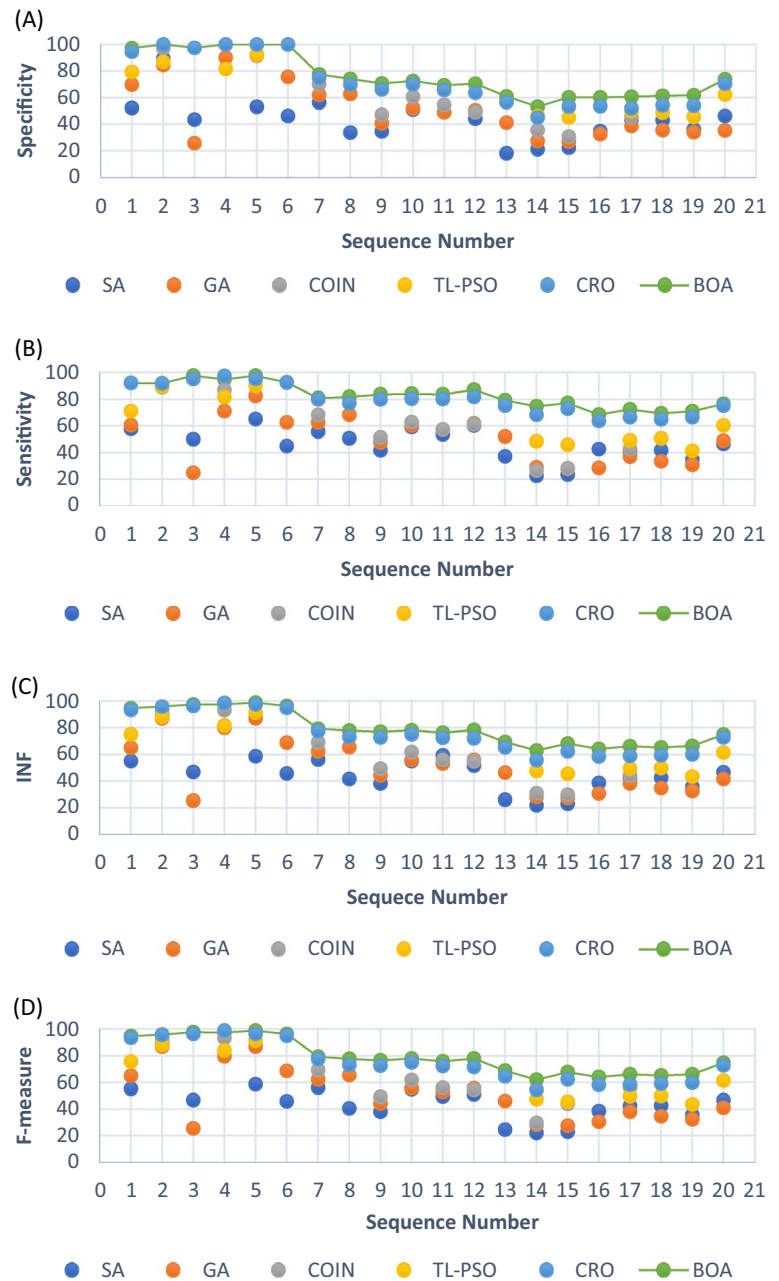 (A)
100
80
60
40
20
0
Specificity
0 1 2 3 4 5 6 7 8 9 10 11 12 13 14 15 16 17 18 19 20 21
Sequence Number
SA GA COIN TL-PSO CRO BOA
(B)
100
80
60
40
20
0
Sensitivity
0 1 2 3 4 5 6 7 8 9 10 11 12 13 14 15 16 17 18 19 20 21
Sequence Number
SA GA COIN TL-PSO CRO BOA
(C)
100
80
60
40
20
0
INF
0 1 2 3 4 5 6 7 8 9 10 11 12 13 14 15 16 17 18 19 20 21
Sequece Number
SA GA COIN TL-PSO CRO BOA
(D)
100
80
60
40
20
0
F-measure
0 1 2 3 4 5 6 7 8 9 10 11 12 13 14 15 16 17 18 19 20 21
Sequence Number
SA GA COIN TL-PSO CRO BOA